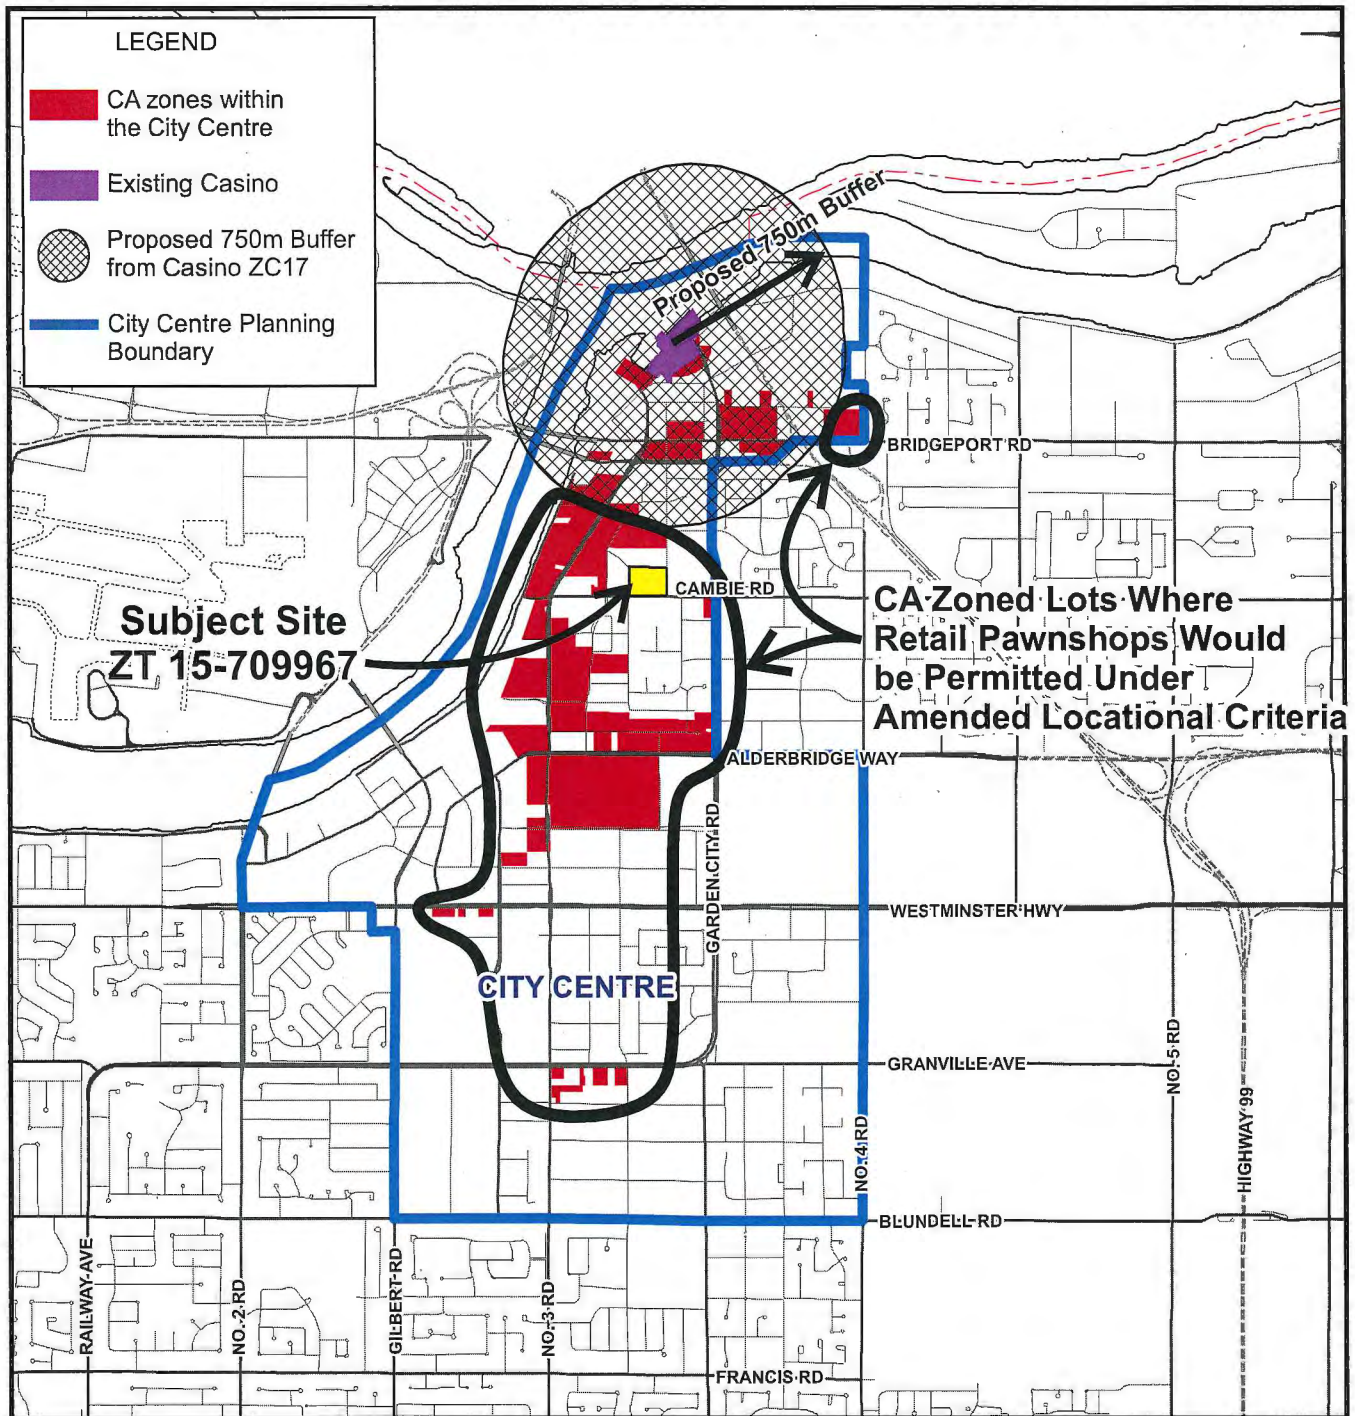 LEGEND
CA zones within
the City Centre
Existing Casino
Proposed 750m Buffer
from Casino ZC17
City Centre Planning
Boundary
Proposed 750m Buffer
BRIDGEPORT RD
CAMBIE RD
Subject Site
ZT 15-709967
CA Zoned Lots Where
Retail Pawnshops Would
be Permitted Under
Amended Locational Criteria
ALDERBRIDGE WAY
GARDEN CITY RD
WESTMINSTER HWY
CITY CENTRE
GRANVILLE AVE
NO. 5 RD
HIGHWAY 99
NO. 4 RD
BLUNDELL RD
RAILWAY AVE
NO. 2 RD
GILBERT RD
NO. 3 RD
FRANCIS RD